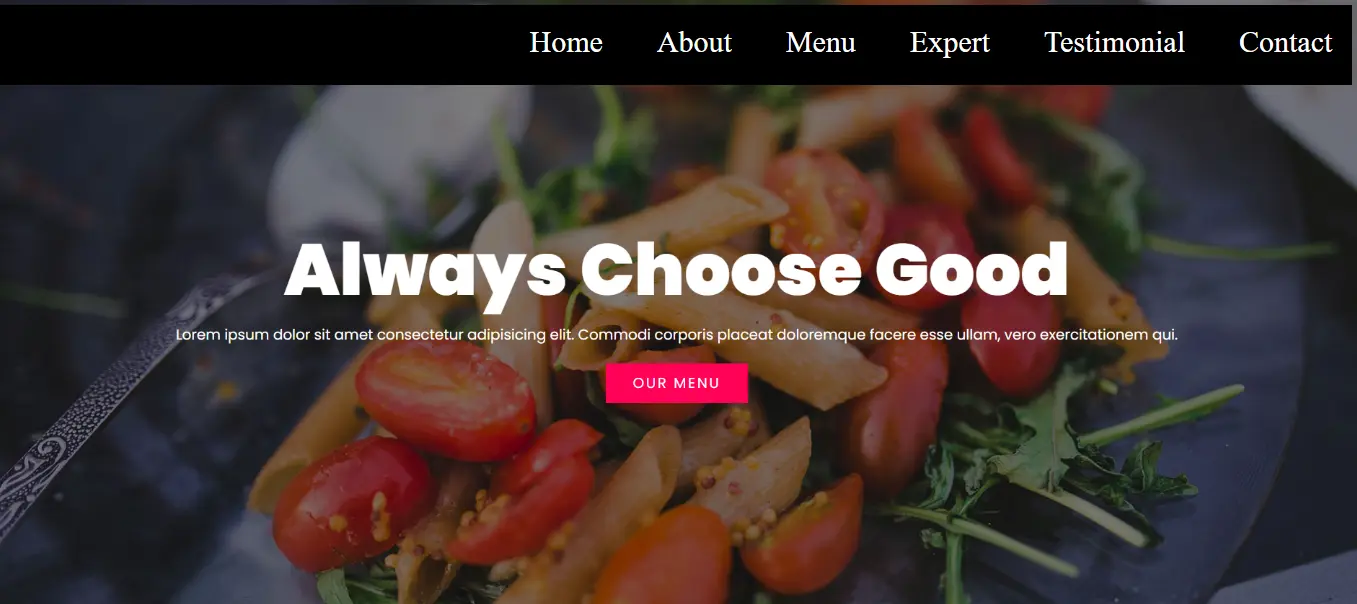 Home About Menu Expert Testimonial Contact
Always Choose Good
Lorem ipsum dolor sit amet consectetur adipisicing elit. Commodi corporis placeat doloremque facere esse ullam, vero exercitationem qui.
OUR MENU